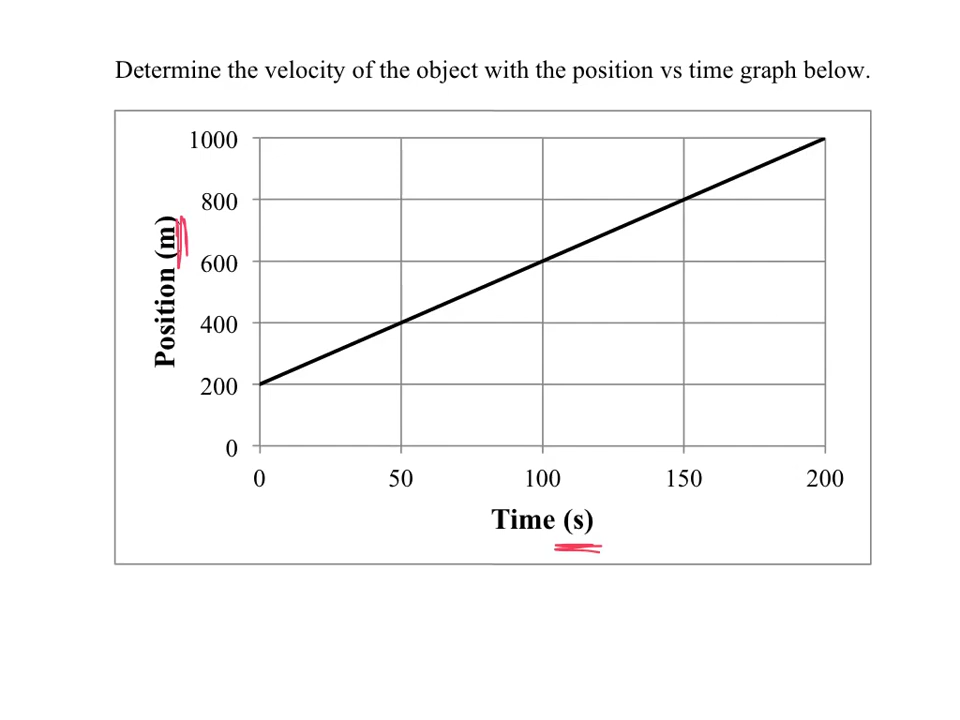 Determine the velocity of the object with the position vs time graph below.
1000
800
600
400
200
0
Position (m)
0 50 100 150 200
Time (s)